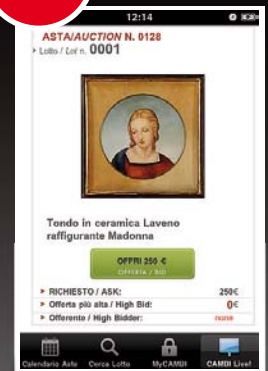 12:14
ASTA/AUCTION N. 0128
Lotto / Lot n. 0001
Tondo in ceramica Laveno
raffigurante Madonna
OFFRI 250 €
OFFERTA / BID
RICHIESTO / ASK: 250€
Offerta più alta / High Bid: 0€
Offerente / High Bidder: none
Calendario Aste Cerca Lotto MyCAMBI CAMBI Live!